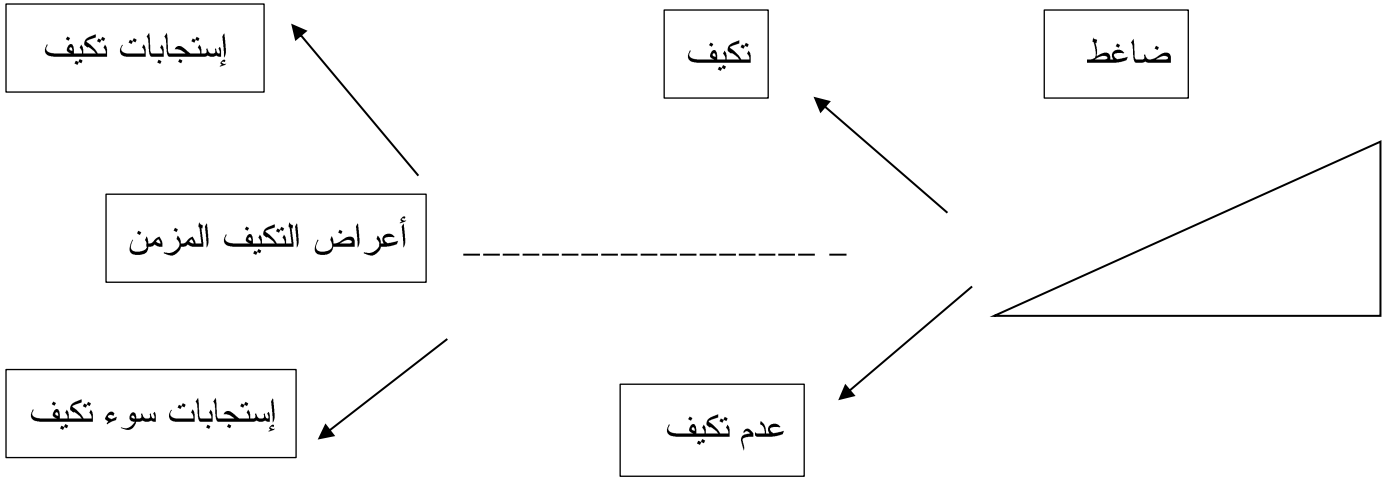 ضاغط
تكيف
إستجابات تكيف
أعراض التكيف المزمن
عدم تكيف
إستجابات سوء تكيف